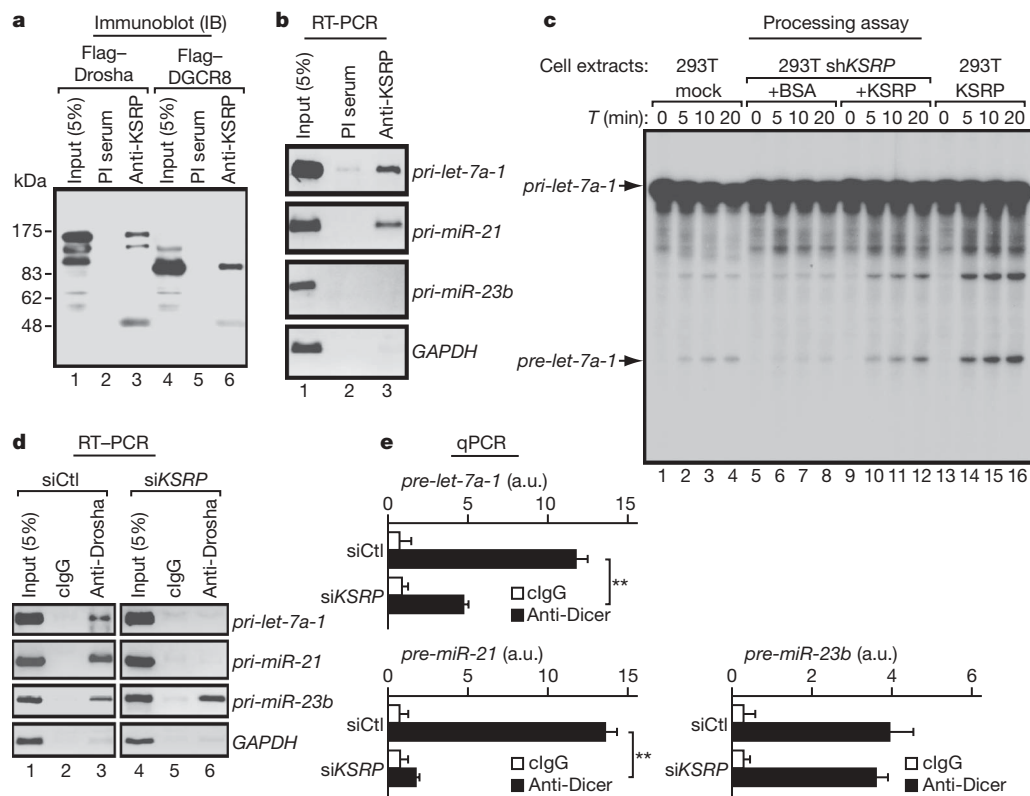 a
Immunoblot (IB)
Flag–
Drosha
Flag–
DGCR8
Input (5%)
PI serum
Anti-KSRP
Input (5%)
PI serum
Anti-KSRP
kDa
175
83
62
48
1 2 3 4 5 6
b
RT-PCR
Input (5%)
PI serum
Anti-KSRP
pri-let-7a-1
pri-miR-21
pri-miR-23b
GAPDH
1 2 3
c
Processing assay
Cell extracts:
293T
mock
293T shKSRP
+BSA +KSRP
293T
KSRP
T (min): 0 5 10 20 0 5 10 20 0 5 10 20 0 5 10 20
pri-let-7a-1
pre-let-7a-1
1 2 3 4 5 6 7 8 9 10 11 12 13 14 15 16
d
RT–PCR
siCtl siKSRP
Input (5%)
cIgG
Anti-Drosha
Input (5%)
cIgG
Anti-Drosha
pri-let-7a-1
pri-miR-21
pri-miR-23b
GAPDH
1 2 3 4 5 6
e
qPCR
pre-let-7a-1 (a.u.)
0 5 10 15
siCtl
siKSRP
**
cIgG
Anti-Dicer
pre-miR-21 (a.u.)
0 5 10 15
siCtl
siKSRP
**
cIgG
Anti-Dicer
pre-miR-23b (a.u.)
0 2 4 6
siCtl
siKSRP
cIgG
Anti-Dicer